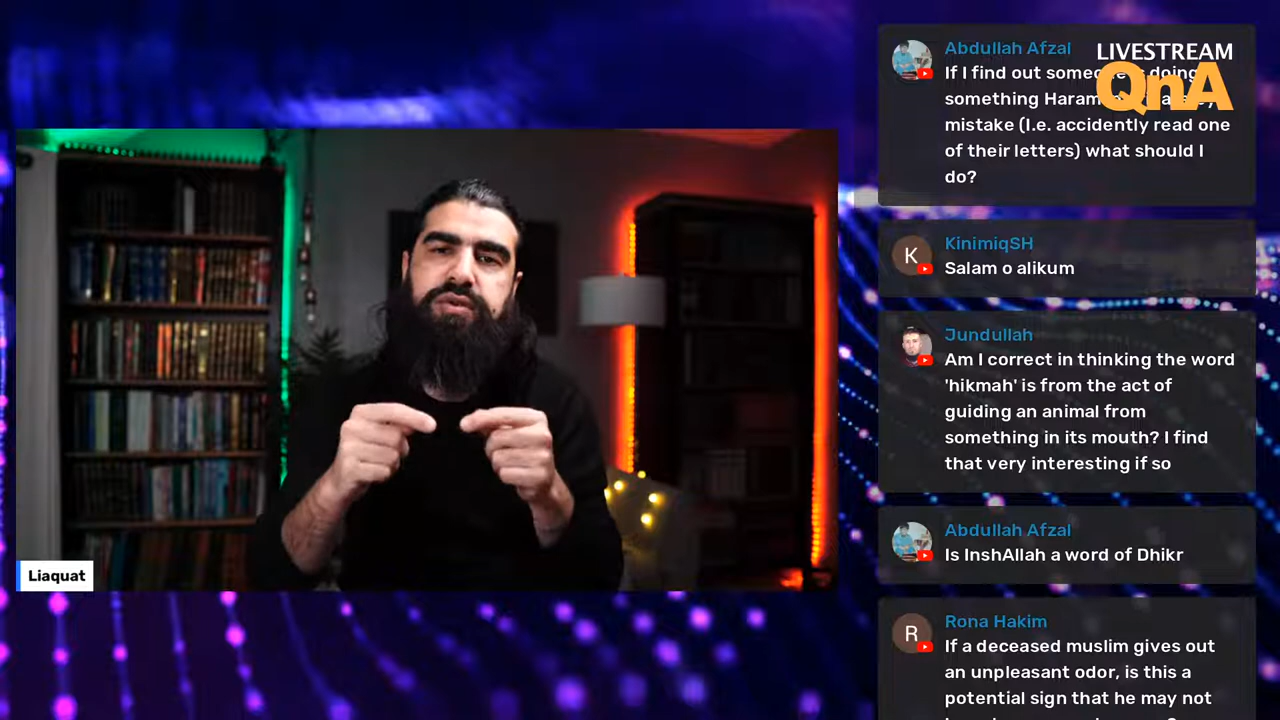 LIVESTREAM
QnA
Abdullah Afzal
If I find out doing
something Haram
mistake (I.e. accidently read one
of their letters) what should I
do?
K
KinimiqSH
Salam o alikum
Jundullah
Am I correct in thinking the word
'hikmah' is from the act of
guiding an animal from
something in its mouth? I find
that very interesting if so
Abdullah Afzal
Is InshAllah a word of Dhikr
R
Rona Hakim
If a deceased muslim gives out
an unpleasant odor, is this a
potential sign that he may not
Liaquat